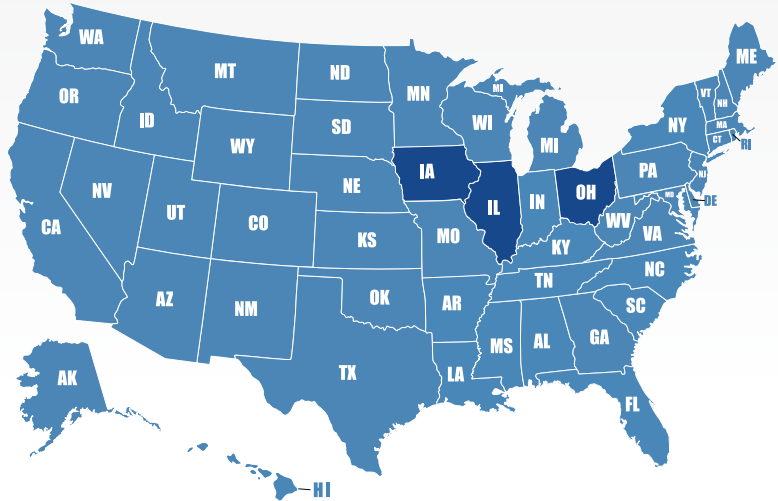 WA
MT
ND
MN
MI
ME
OR
ID
SD
WI
MI
NY
VT
NH
MA
CT
RI
WY
IA
PA
NJ
NV
UT
NE
IL
IN
OH
MD
DE
CA
CO
KS
MO
KY
WV
VA
AZ
NM
OK
AR
TN
NC
SC
TX
LA
MS
AL
GA
AK
FL
HI